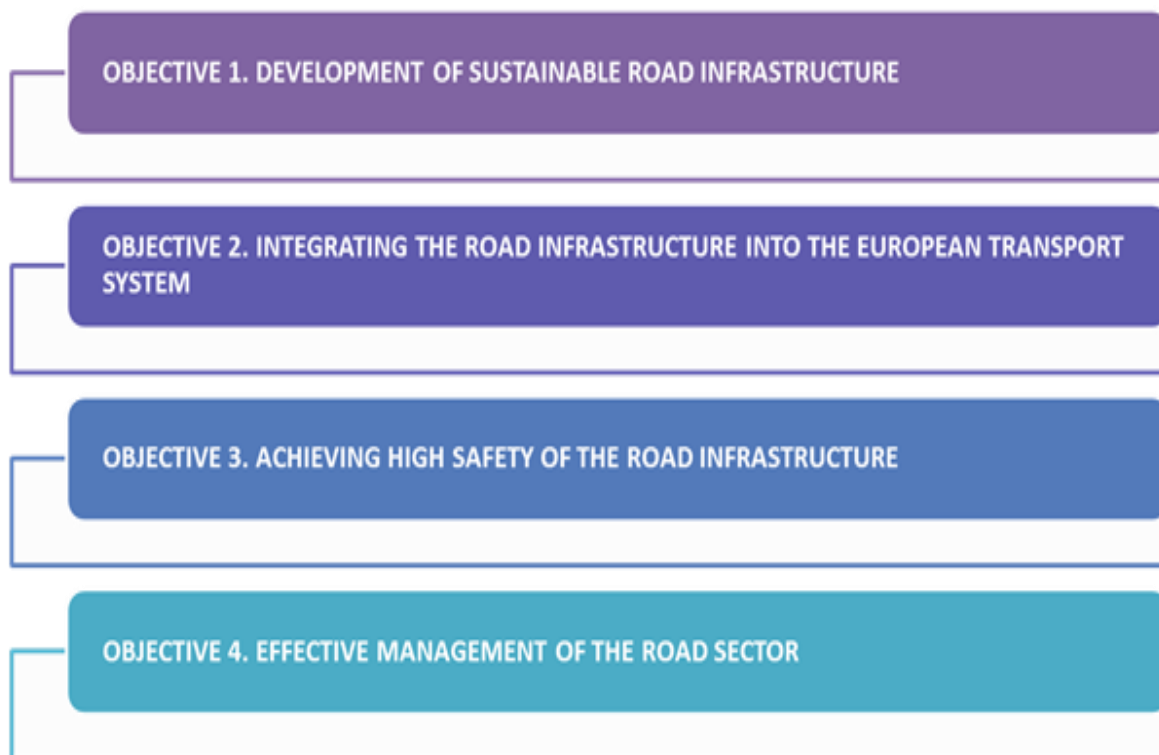 OBJECTIVE 1. DEVELOPMENT OF SUSTAINABLE ROAD INFRASTRUCTURE
OBJECTIVE 2. INTEGRATING THE ROAD INFRASTRUCTURE INTO THE EUROPEAN TRANSPORT
SYSTEM
OBJECTIVE 3. ACHIEVING HIGH SAFETY OF THE ROAD INFRASTRUCTURE
OBJECTIVE 4. EFFECTIVE MANAGEMENT OF THE ROAD SECTOR